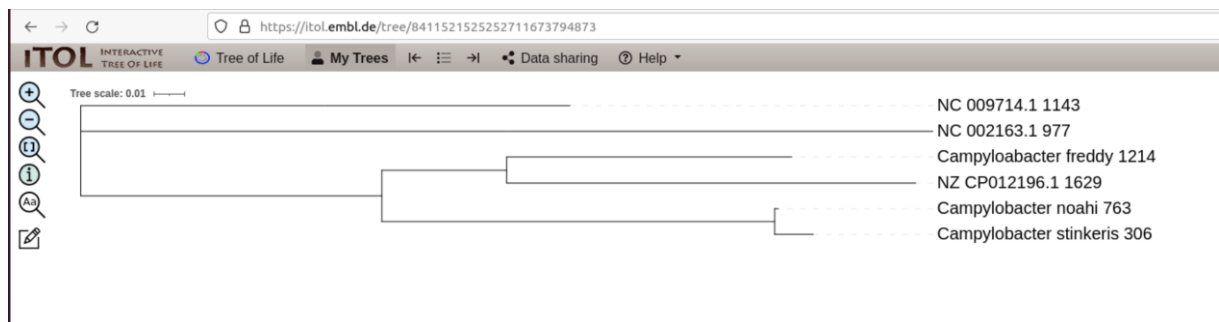 https://itol.embl.de/tree/8411521525252711673794873
iTOL INTERACTIVE TREE OF LIFE Tree of Life My Trees Data sharing Help
Tree scale: 0.01
NC 009714.1 1143
NC 002163.1 977
Campyloabacter freddy 1214
NZ CP012196.1 1629
Campylobacter noahi 763
Campylobacter stinkeris 306
Aa